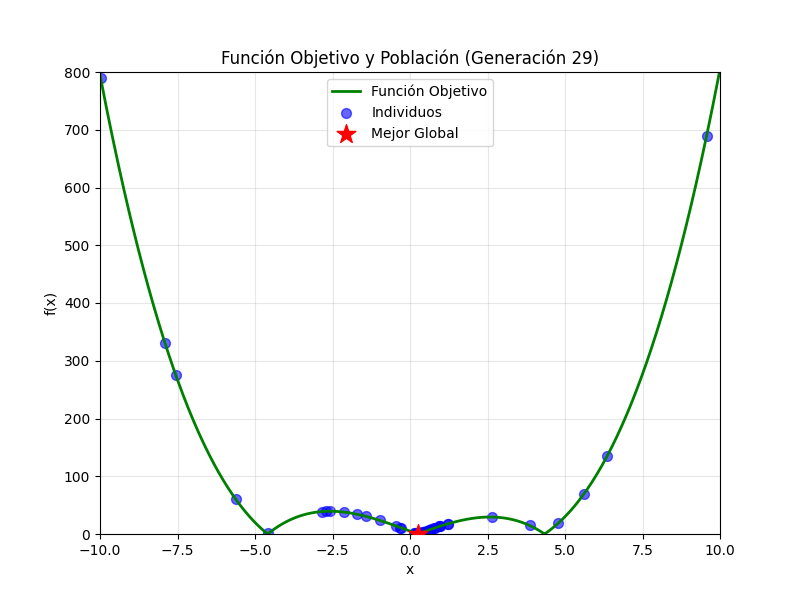 Función Objetivo y Población (Generación 29)
Función Objetivo
Individuos
Mejor Global
f(x)
800
700
600
500
400
300
200
100
0
−10.0 −7.5 −5.0 −2.5 0.0 2.5 5.0 7.5 10.0
x